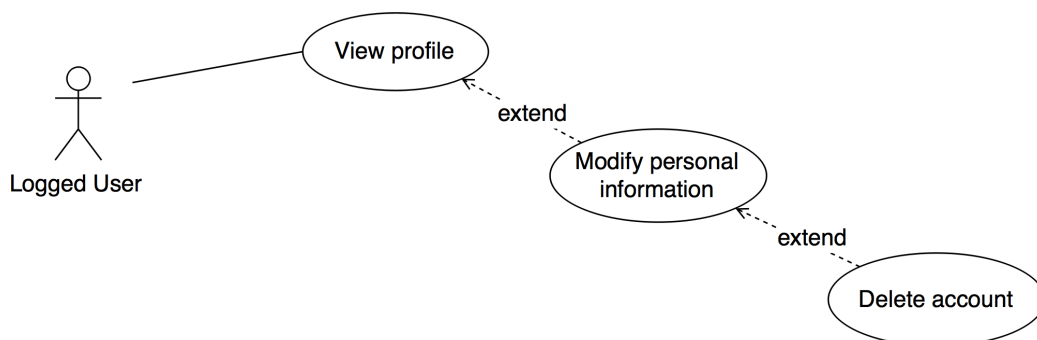 View profile
extend
Modify personal
information
Logged User
extend
Delete account